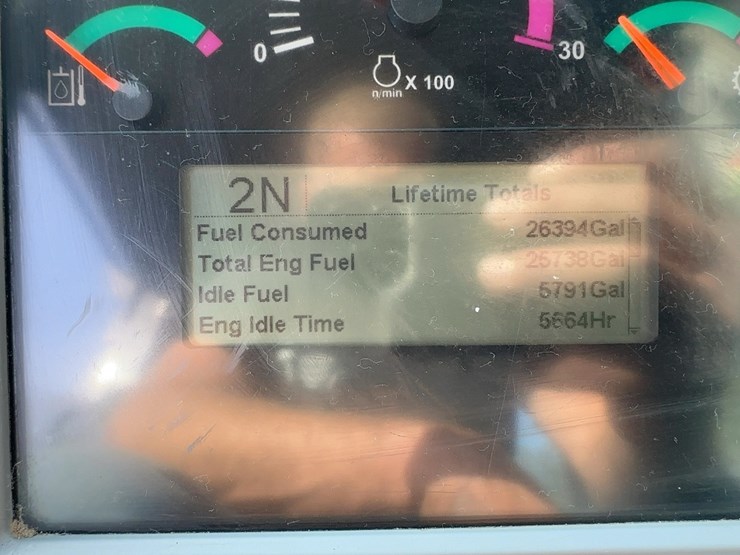 0
30
n/min X 100
2N Lifetime Totals
Fuel Consumed 26394Gal
Total Eng Fuel 25738Gal
Idle Fuel 5791Gal
Eng Idle Time 5664Hr